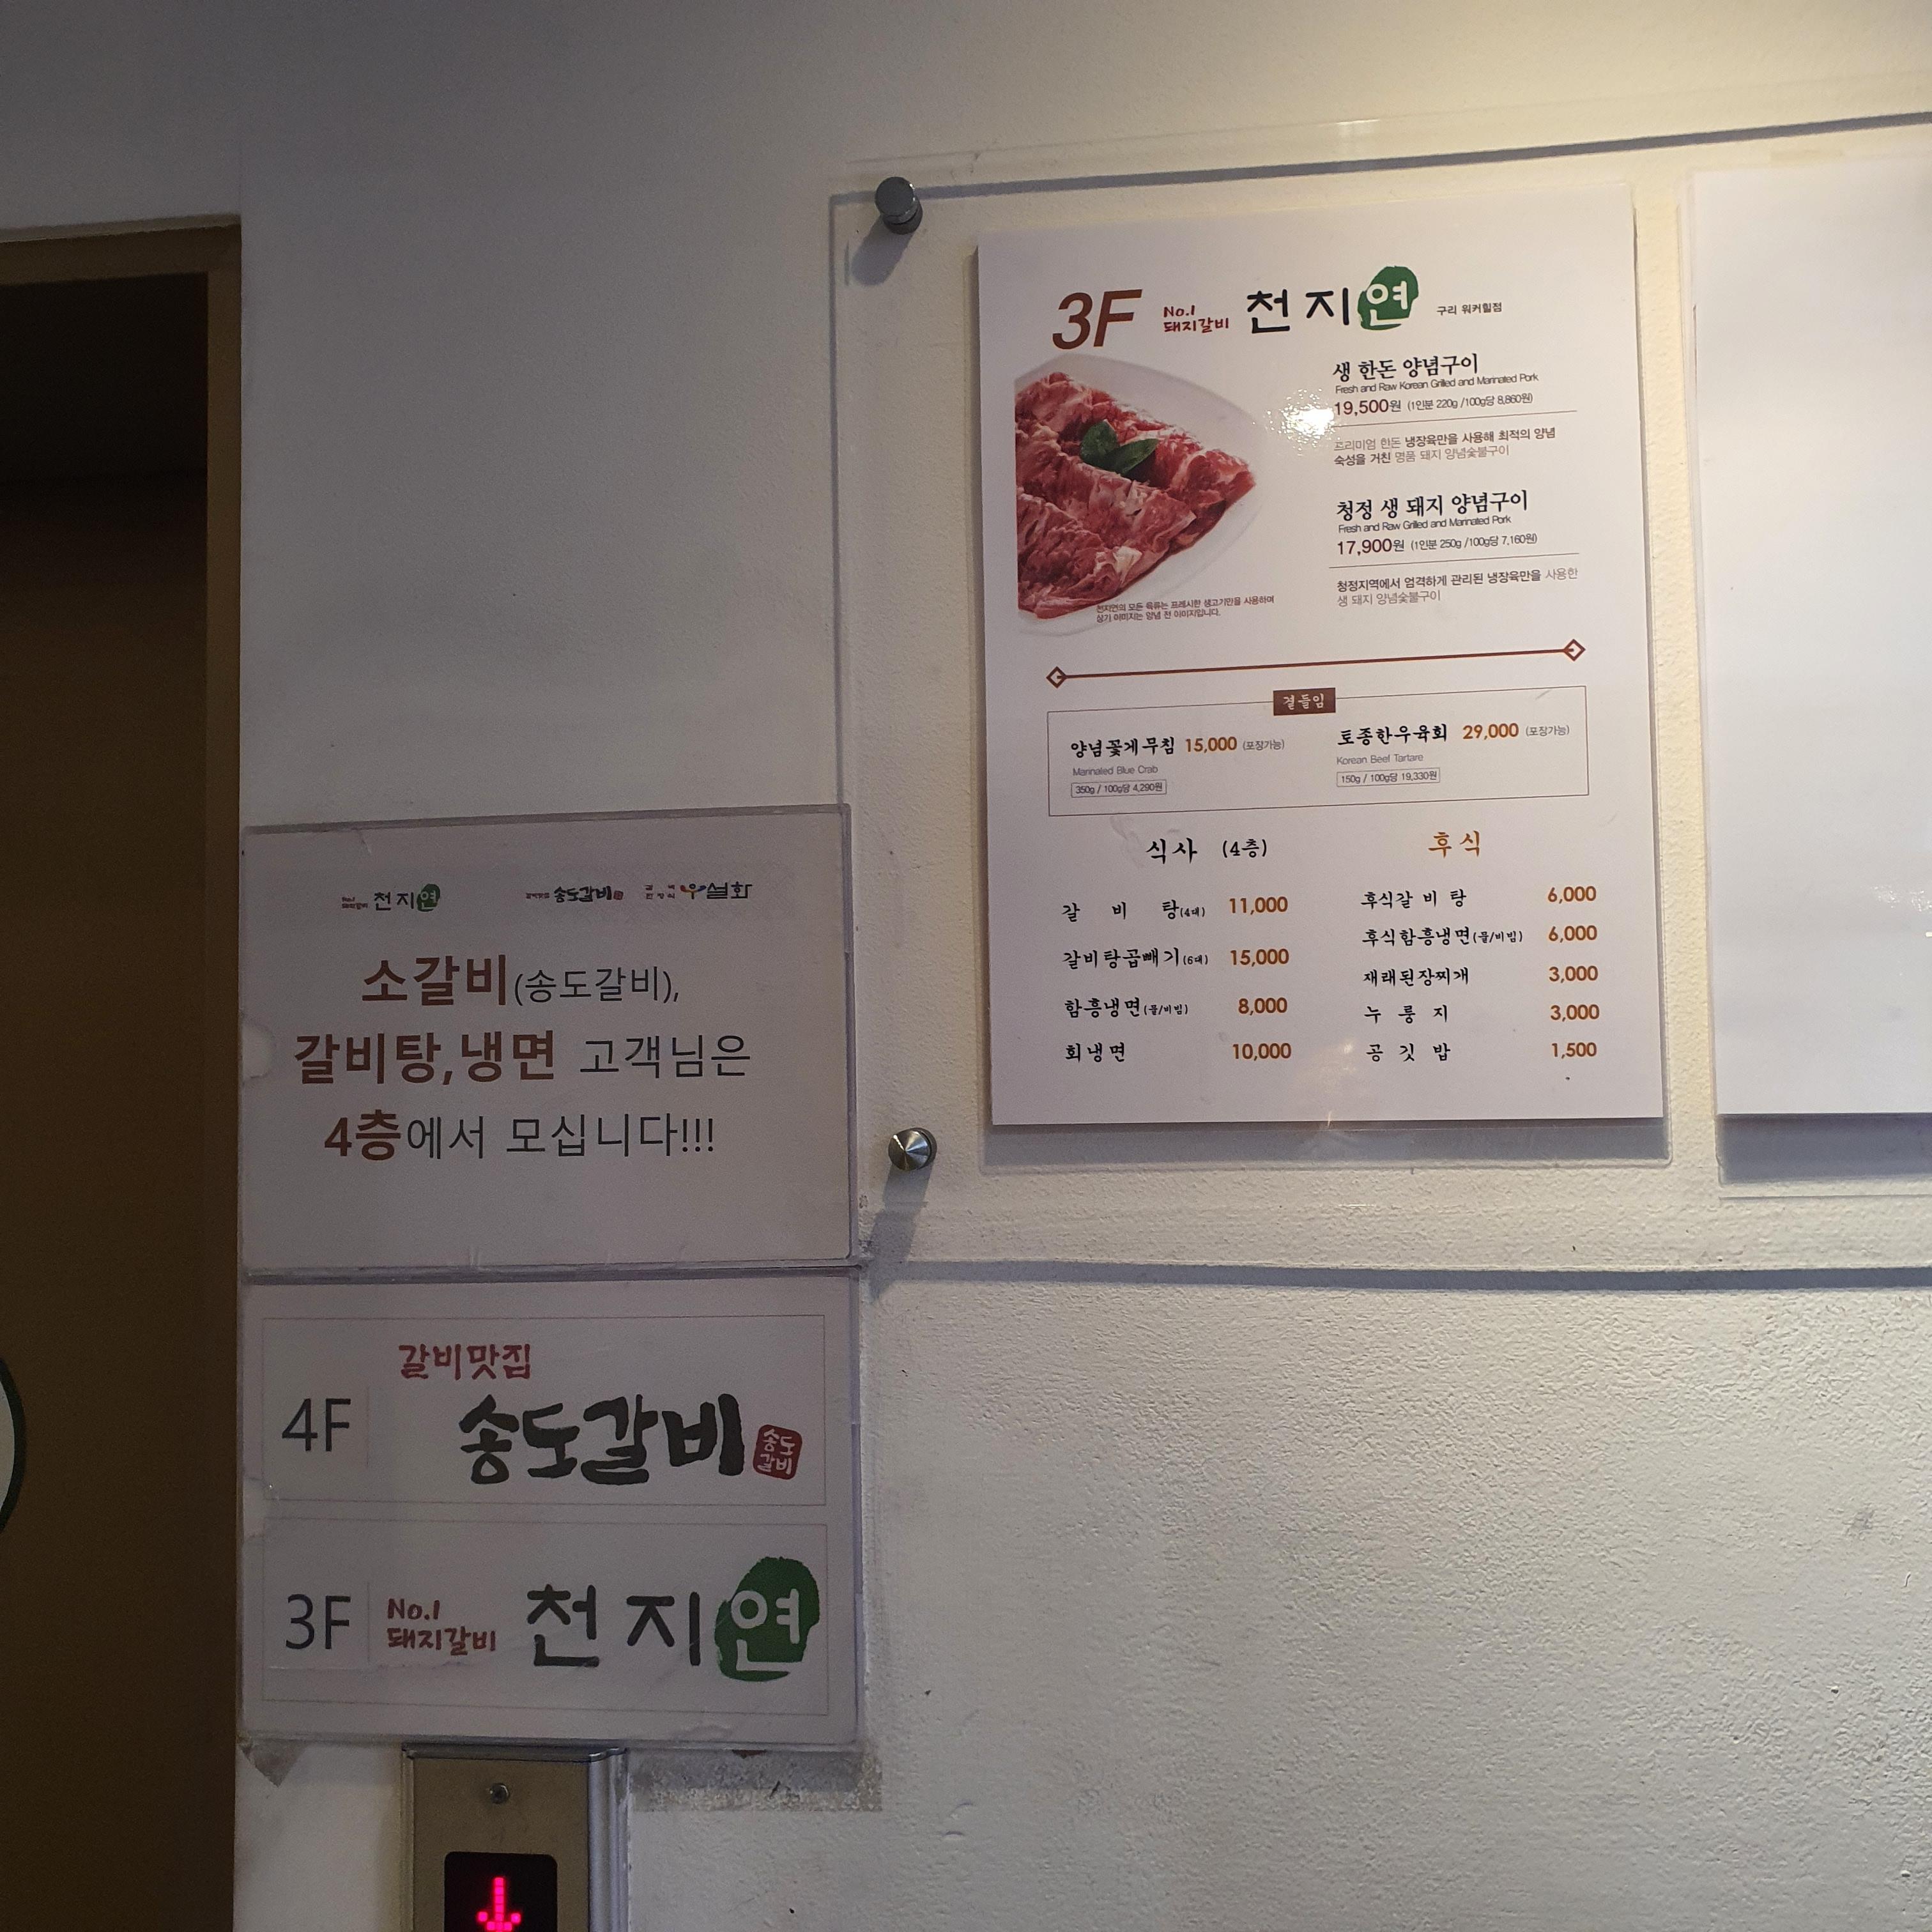 3F No.1 돼지갈비 천지연 구리 워커힐점
생 한돈 양념구이
Fresh and Raw Korean Grilled and Marinated Pork
19,500원 (1인분 220g /100g당 8,860원)
프리미엄 한돈 냉장육만을 사용해 최적의 양념
숙성을 거친 명품 돼지 양념숯불구이
청정 생 돼지 양념구이
Fresh and Raw Grilled and Marinated Pork
17,900원 (1인분 250g /100g당 7,160원)
청정지역에서 엄격하게 관리된 냉장육만을 사용한
생 돼지 양념숯불구이
천지연의 모든 육류는 프레시한 생고기만을 사용하며
상기 이미지는 양념 전 이미지입니다.
곁들임
양념꽃게무침 15,000 (포장가능)
Marinated Blue Crab
350g / 100g당 4,290원
토종한우육회 29,000 (포장가능)
Korean Beef Tartare
150g / 100g당 19,330원
식사 (4층)
갈 비 탕(4대) 11,000
갈비탕곱빼기(6대) 15,000
함흥냉면(물/비빔) 8,000
회냉면 10,000
후식
후식갈비탕 6,000
후식함흥냉면(물/비빔) 6,000
재래된장찌개 3,000
누룽지 3,000
공깃밥 1,500
No.1 돼지갈비 천지연 갈비맛집 송도갈비 우설화
소갈비(송도갈비),
갈비탕,냉면 고객님은
4층에서 모십니다!!!
갈비맛집
4F 송도갈비 송도갈비
3F No.1 돼지갈비 천지연